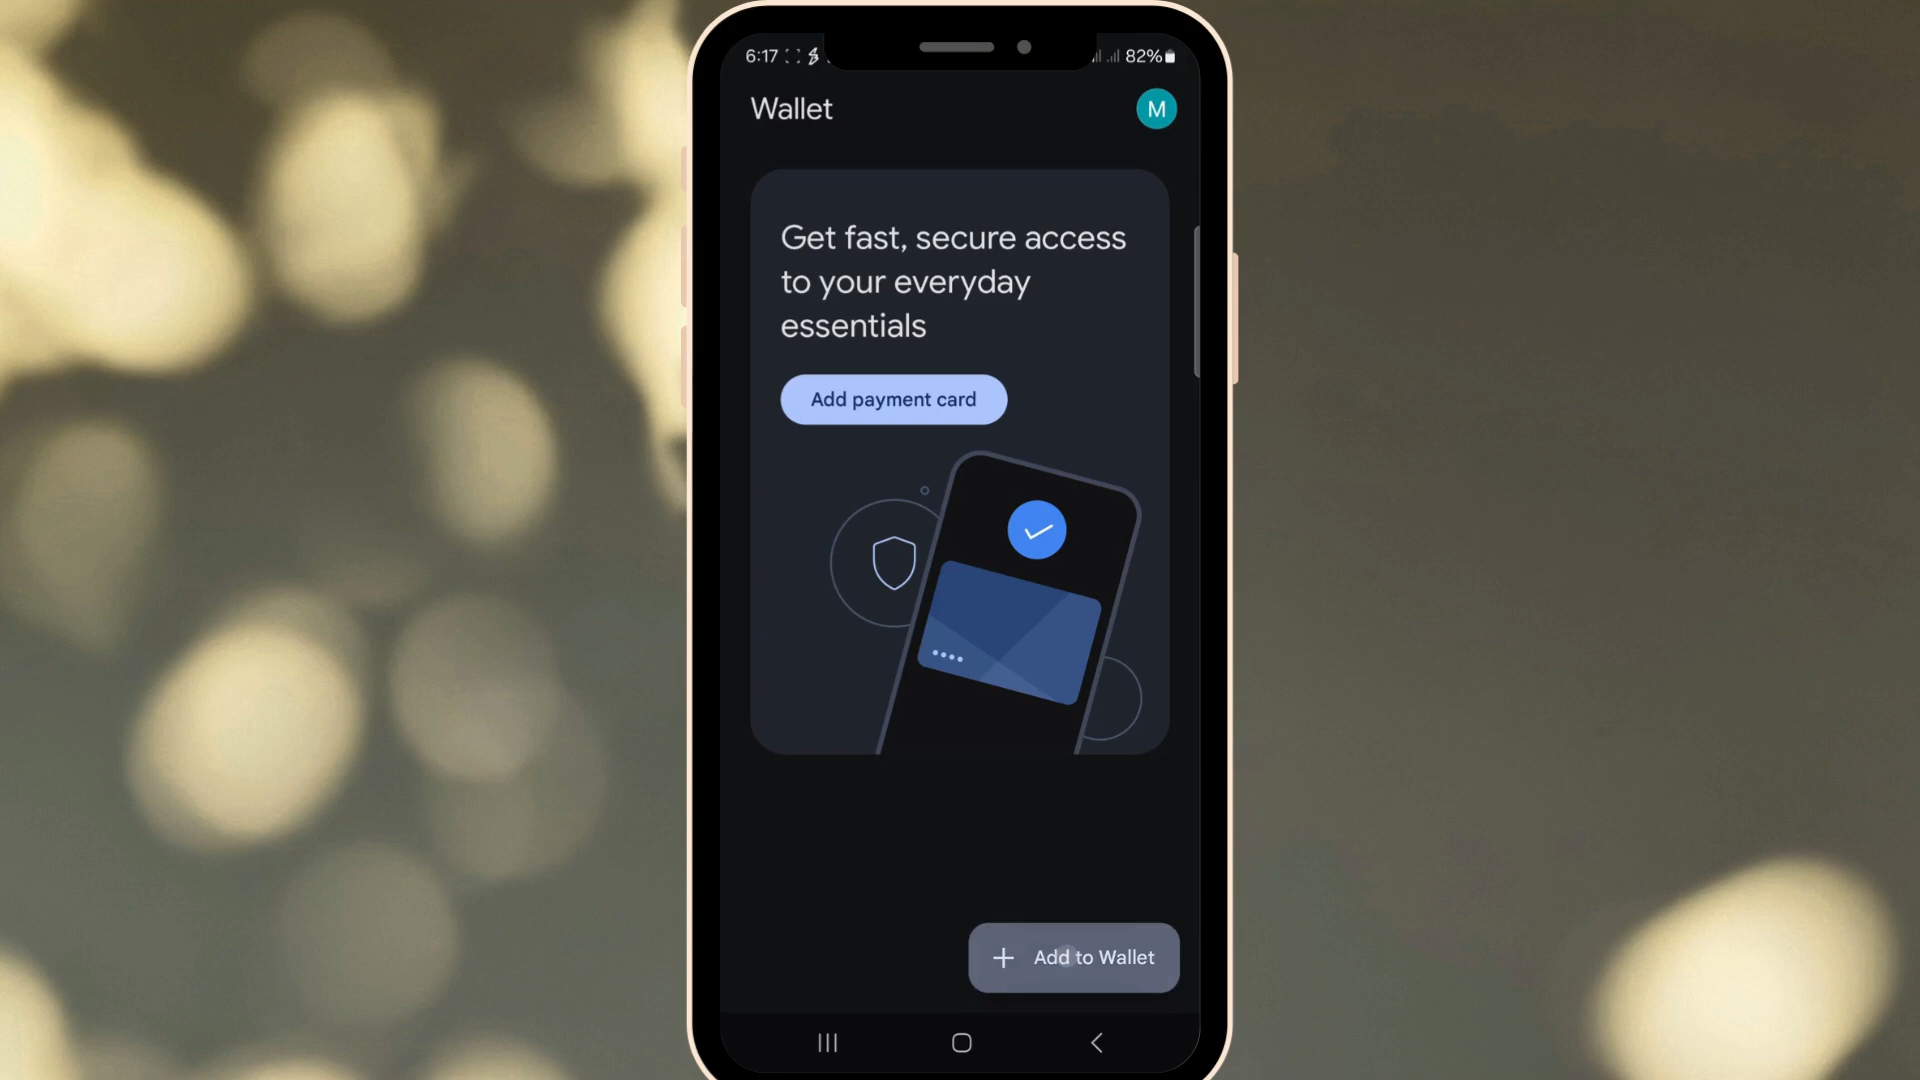 6:17
82%
Wallet
M
Get fast, secure access
to your everyday
essentials
Add payment card
Add to Wallet